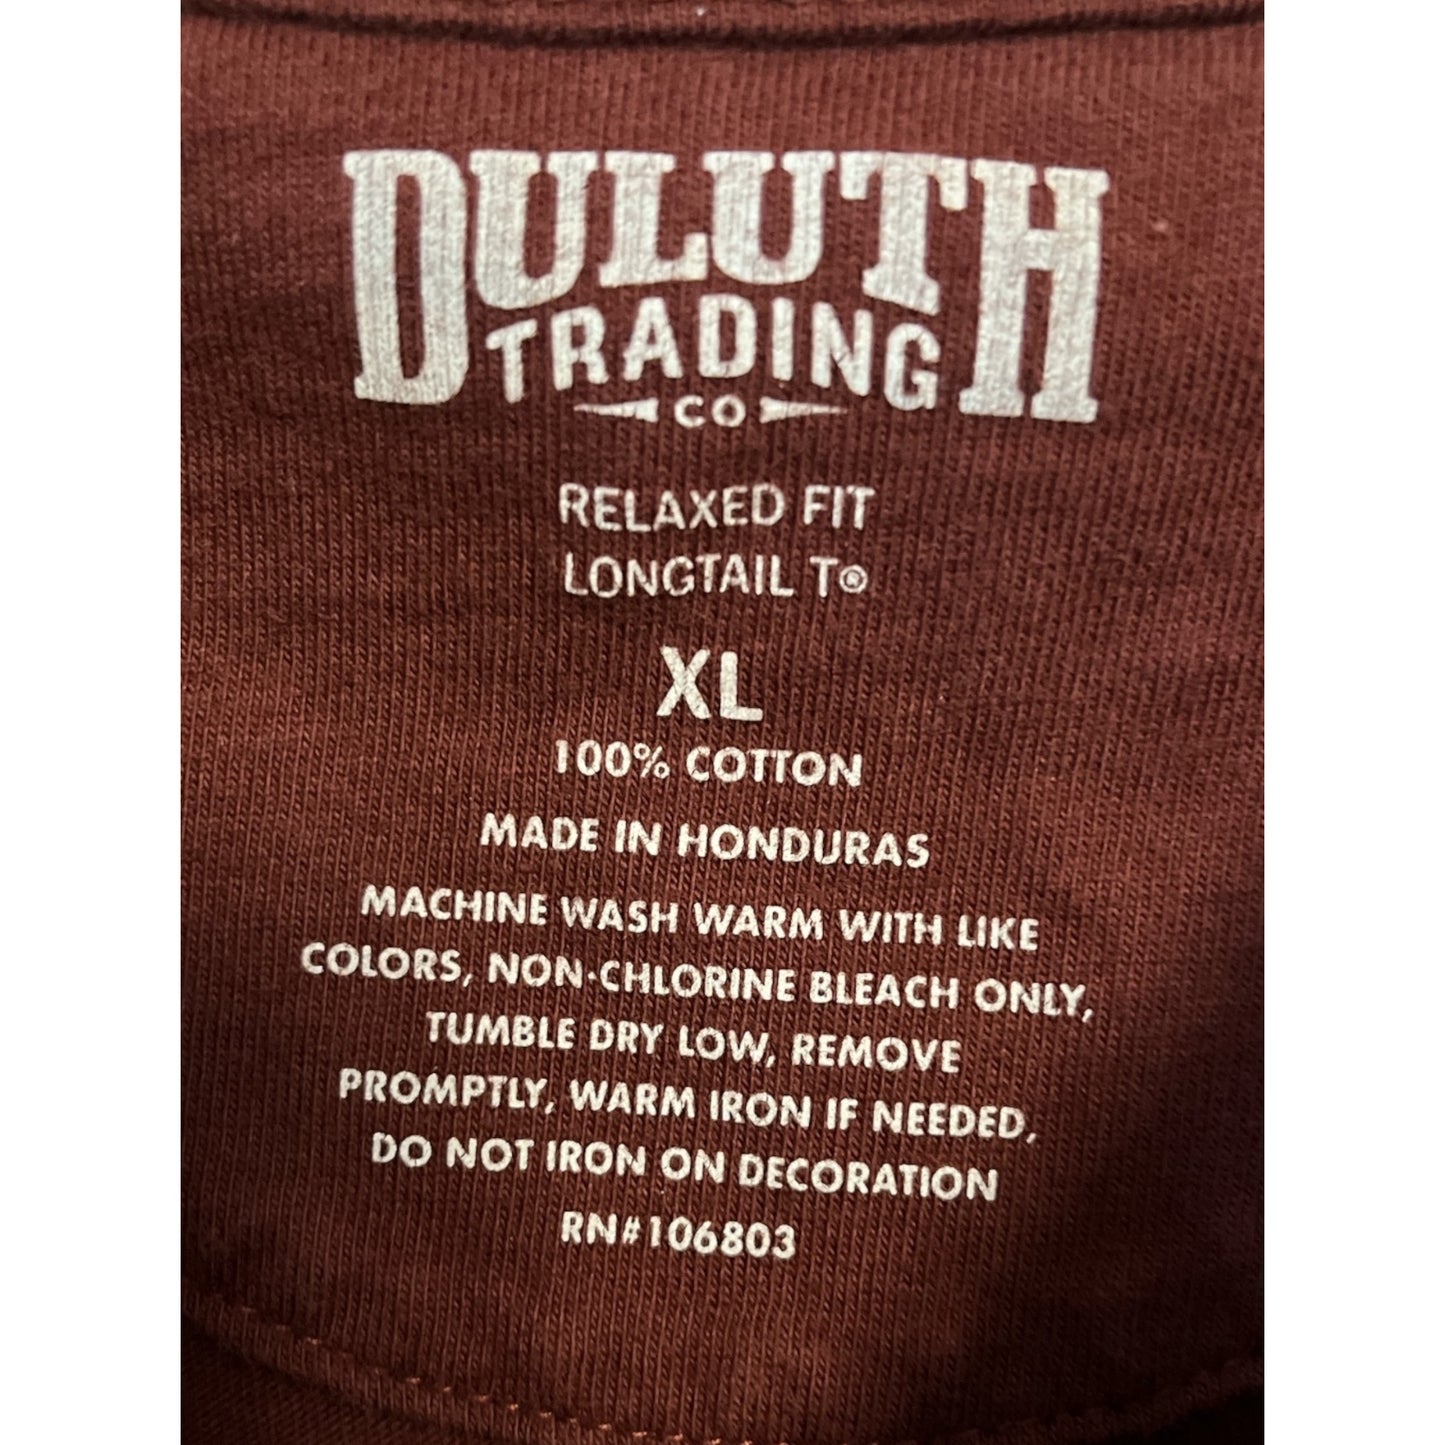 DULUTH
TRADING
CO
RELAXED FIT
LONGTAIL T®
XL
100% COTTON
MADE IN HONDURAS
MACHINE WASH WARM WITH LIKE
COLORS, NON-CHLORINE BLEACH ONLY,
TUMBLE DRY LOW, REMOVE
PROMPTLY, WARM IRON IF NEEDED,
DO NOT IRON ON DECORATION
RN#106803